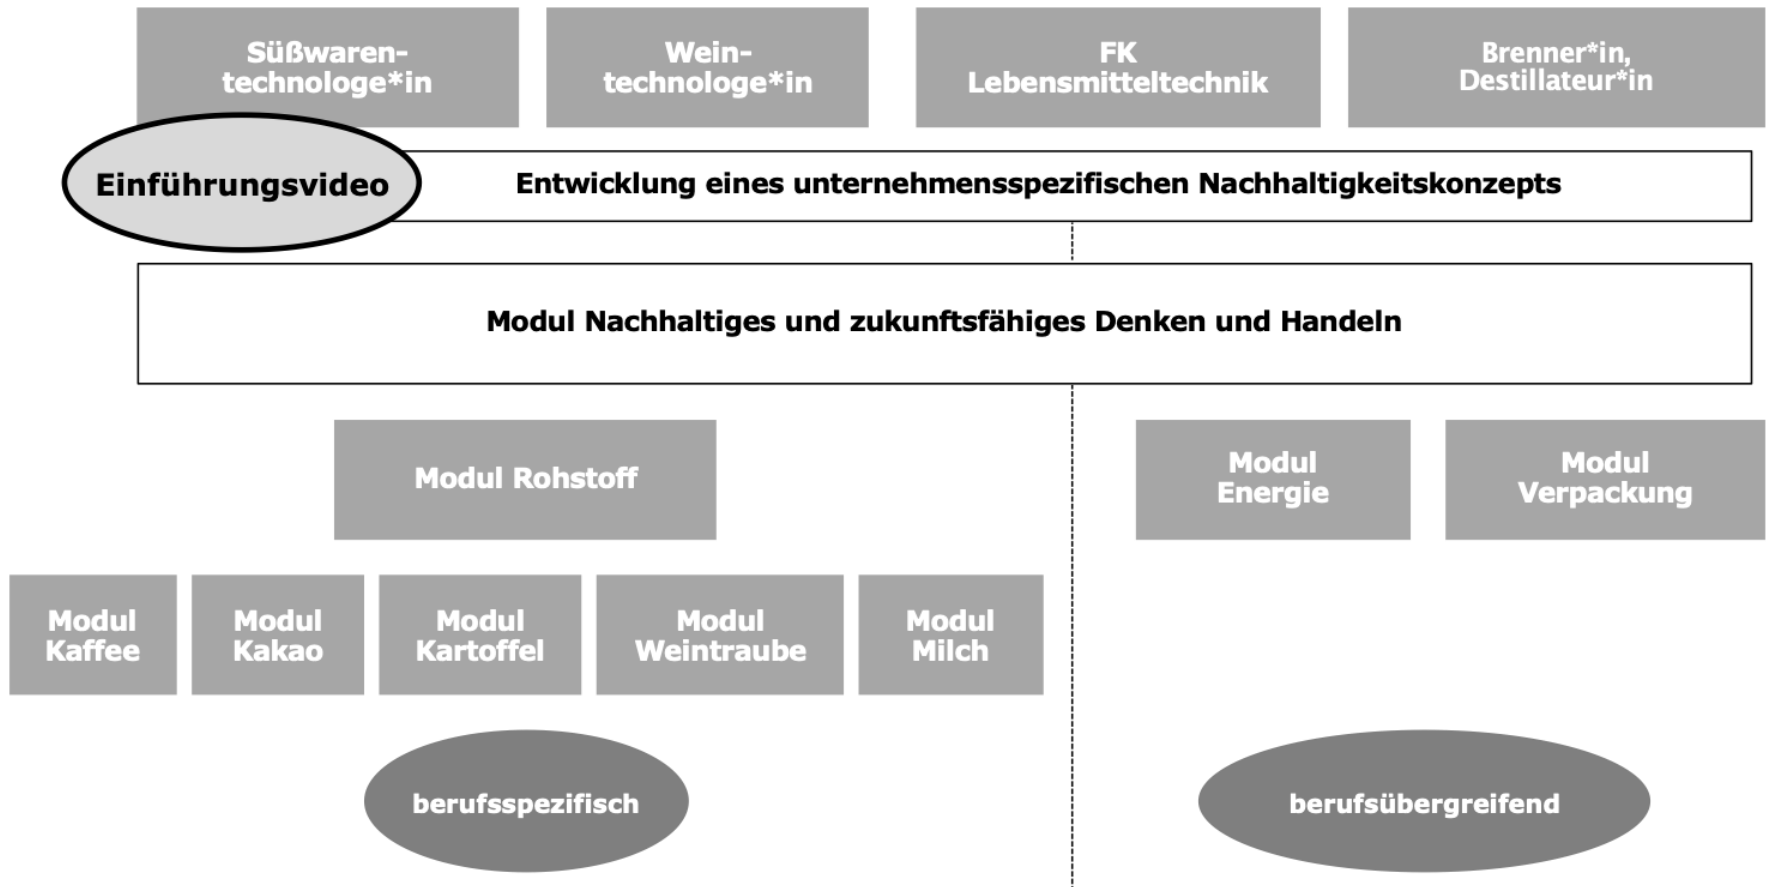 Süßwaren-
technologe*in
Wein-
technologe*in
FK
Lebensmitteltechnik
Brenner*in,
Destillateur*in
Einführungsvideo
Entwicklung eines unternehmensspezifischen Nachhaltigkeitskonzepts
Modul Nachhaltiges und zukunftsfähiges Denken und Handeln
Modul Rohstoff
Modul
Energie
Modul
Verpackung
Modul
Kaffee
Modul
Kakao
Modul
Kartoffel
Modul
Weintraube
Modul
Milch
berufsspezifisch
berufsübergreifend